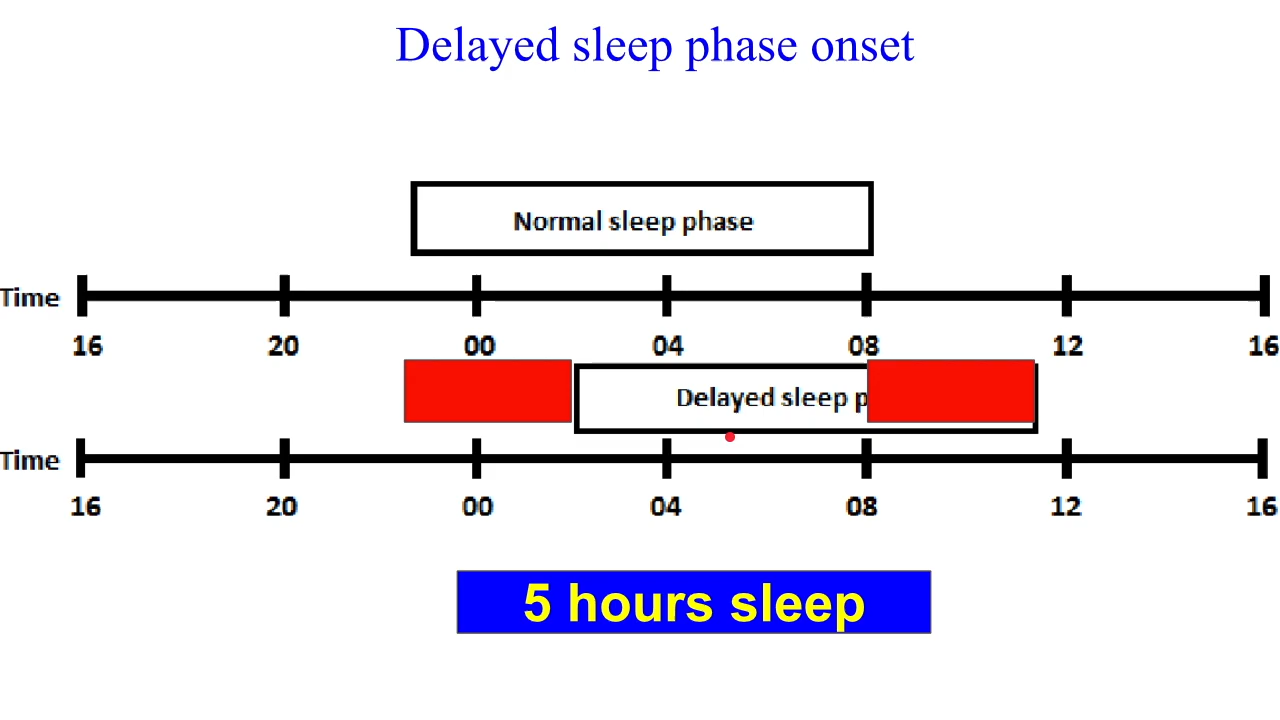 Delayed sleep phase onset
Normal sleep phase
Time
16 20 00 04 08 12 16
Delayed sleep p
Time
16 20 00 04 08 12 16
5 hours sleep